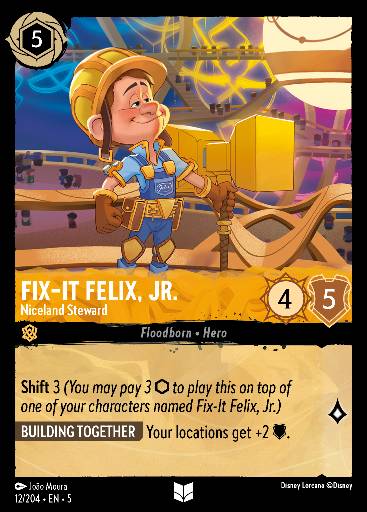 5
FIX-IT FELIX, JR.
Niceland Steward
4
5
Floodborn • Hero
Shift 3 (You may pay 3 to play this on top
of one of your characters named Fix-It Felix, Jr.)
BUILDING TOGETHER Your locations get +2 .
João Moura
12/204 • EN • 5
Disney Lorcana ©Disney